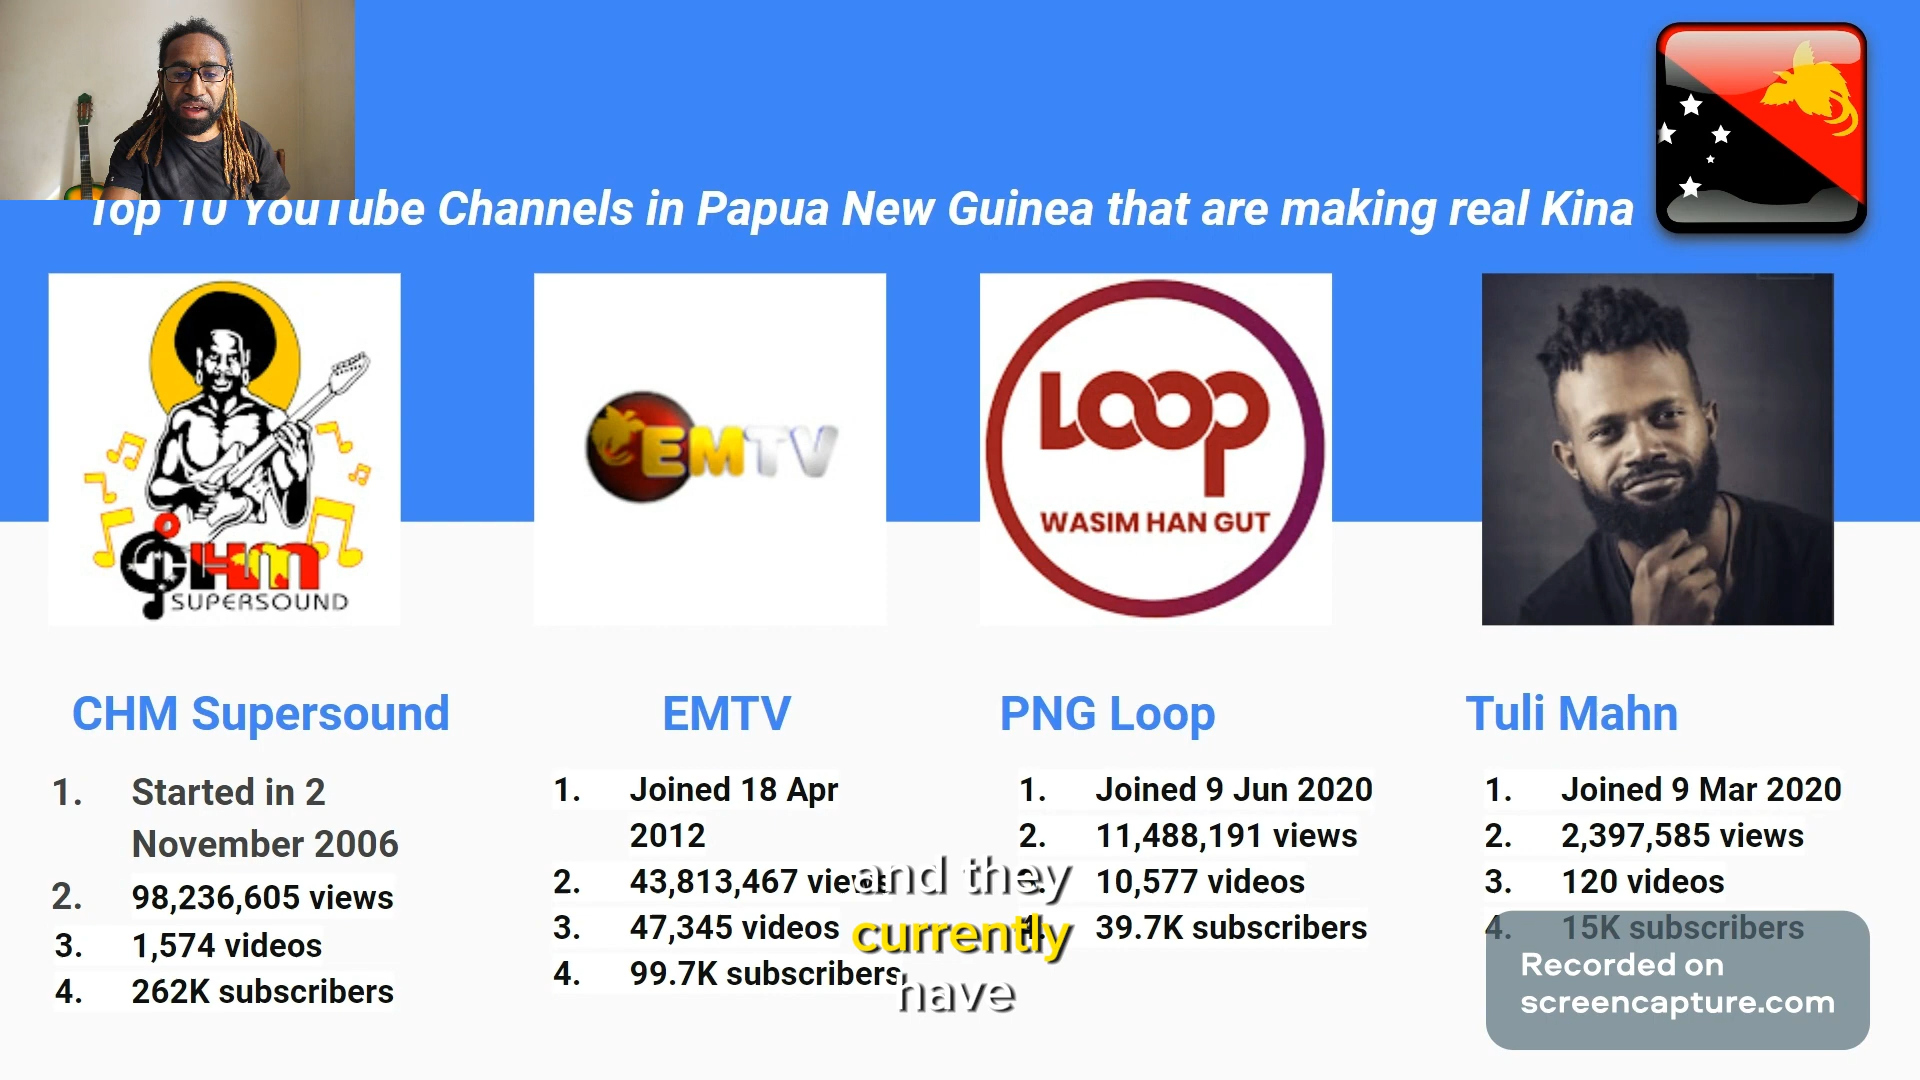 Top 10 YouTube Channels in Papua New Guinea that are making real Kina
CHM
SUPERSOUND
EMTV
LOOP
WASIM HAN GUT
CHM Supersound
1. Started in 2
November 2006
2. 98,236,605 views
3. 1,574 videos
4. 262K subscribers
EMTV
1. Joined 18 Apr
2012
2. 43,813,467 views
3. 47,345 videos
4. 99.7K subscribers
PNG Loop
1. Joined 9 Jun 2020
2. 11,488,191 views
3. 10,577 videos
4. 39.7K subscribers
Tuli Mahn
1. Joined 9 Mar 2020
2. 2,397,585 views
3. 120 videos
4. 15K subscribers
and they
currently
have
Recorded on
screencapture.com